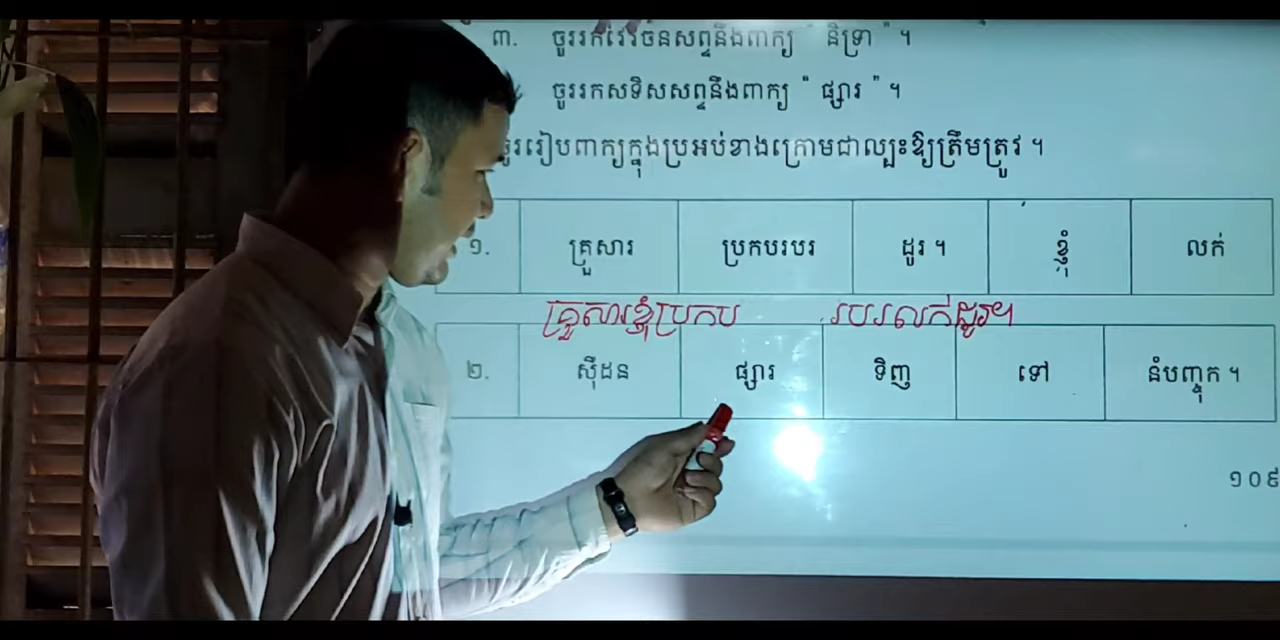 ៣. ចូររកវេវចនសព្ទនឹងពាក្យ " និទ្រា " ។
ចូររកសទិសសព្ទនឹងពាក្យ " ផ្សារ " ។
ចូររៀបពាក្យក្នុងប្រអប់ខាងក្រោមជាល្បះឱ្យត្រឹមត្រូវ ។
១. គ្រួសារ ប្រកបរបរ ដូរ ។ ខ្ញុំ លក់
គ្រួសារខ្ញុំប្រកប របរលក់ដូរ។
២. ស៊ីដន ផ្សារ ទិញ ទៅ នំបញ្ចុក ។
១០៩